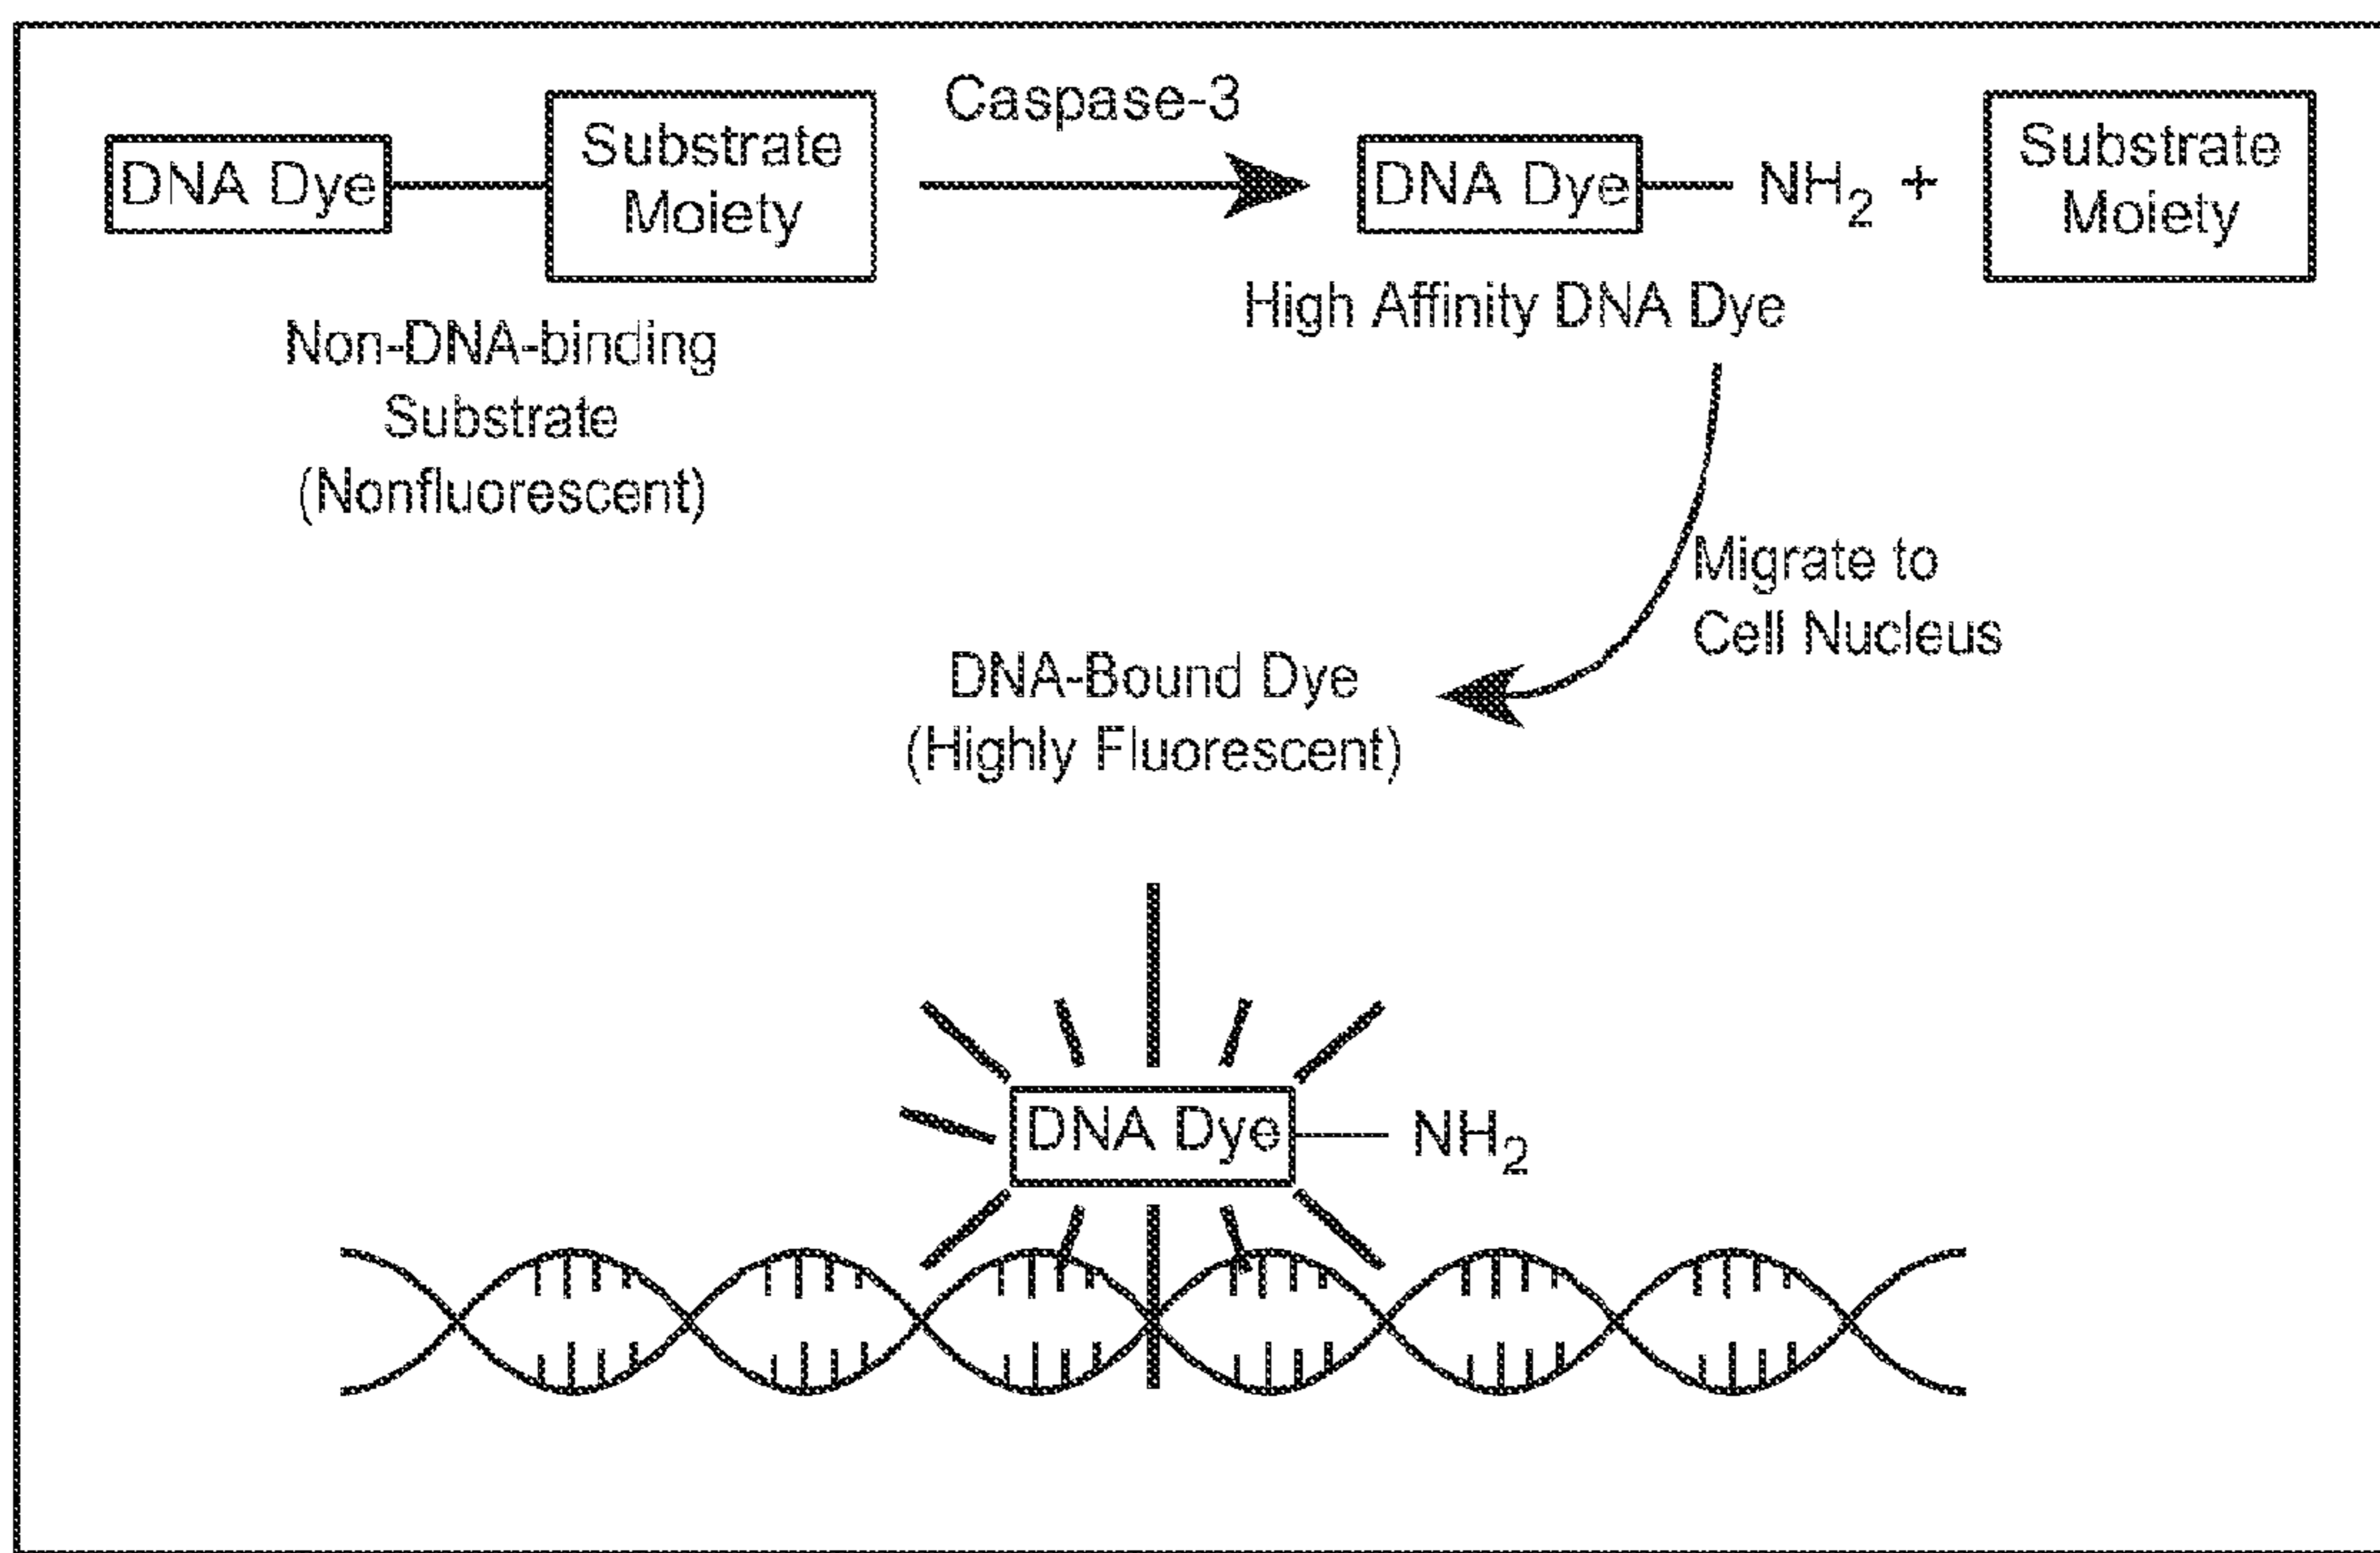 DNA Dye
Substrate
Moiety
Caspase-3
DNA Dye
NH2 +
Substrate
Moiety
Non-DNA-binding
Substrate
(Nonfluorescent)
High Affinity DNA Dye
Migrate to
Cell Nucleus
DNA-Bound Dye
(Highly Fluorescent)
DNA Dye
NH2